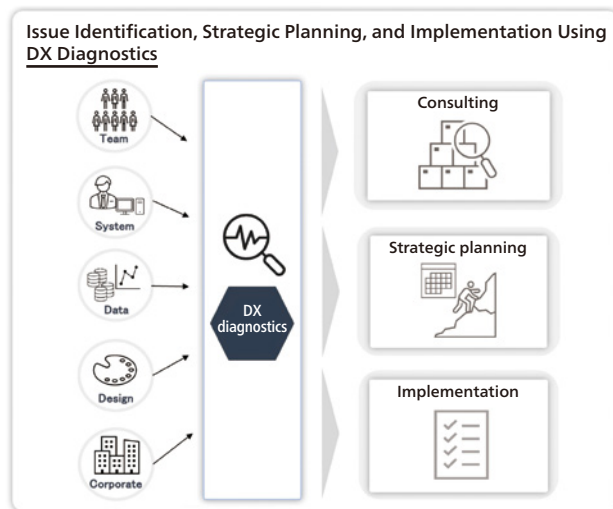 Issue Identification, Strategic Planning, and Implementation Using
DX Diagnostics
Team
System
Data
Design
Corporate
DX
diagnostics
Consulting
Strategic planning
Implementation